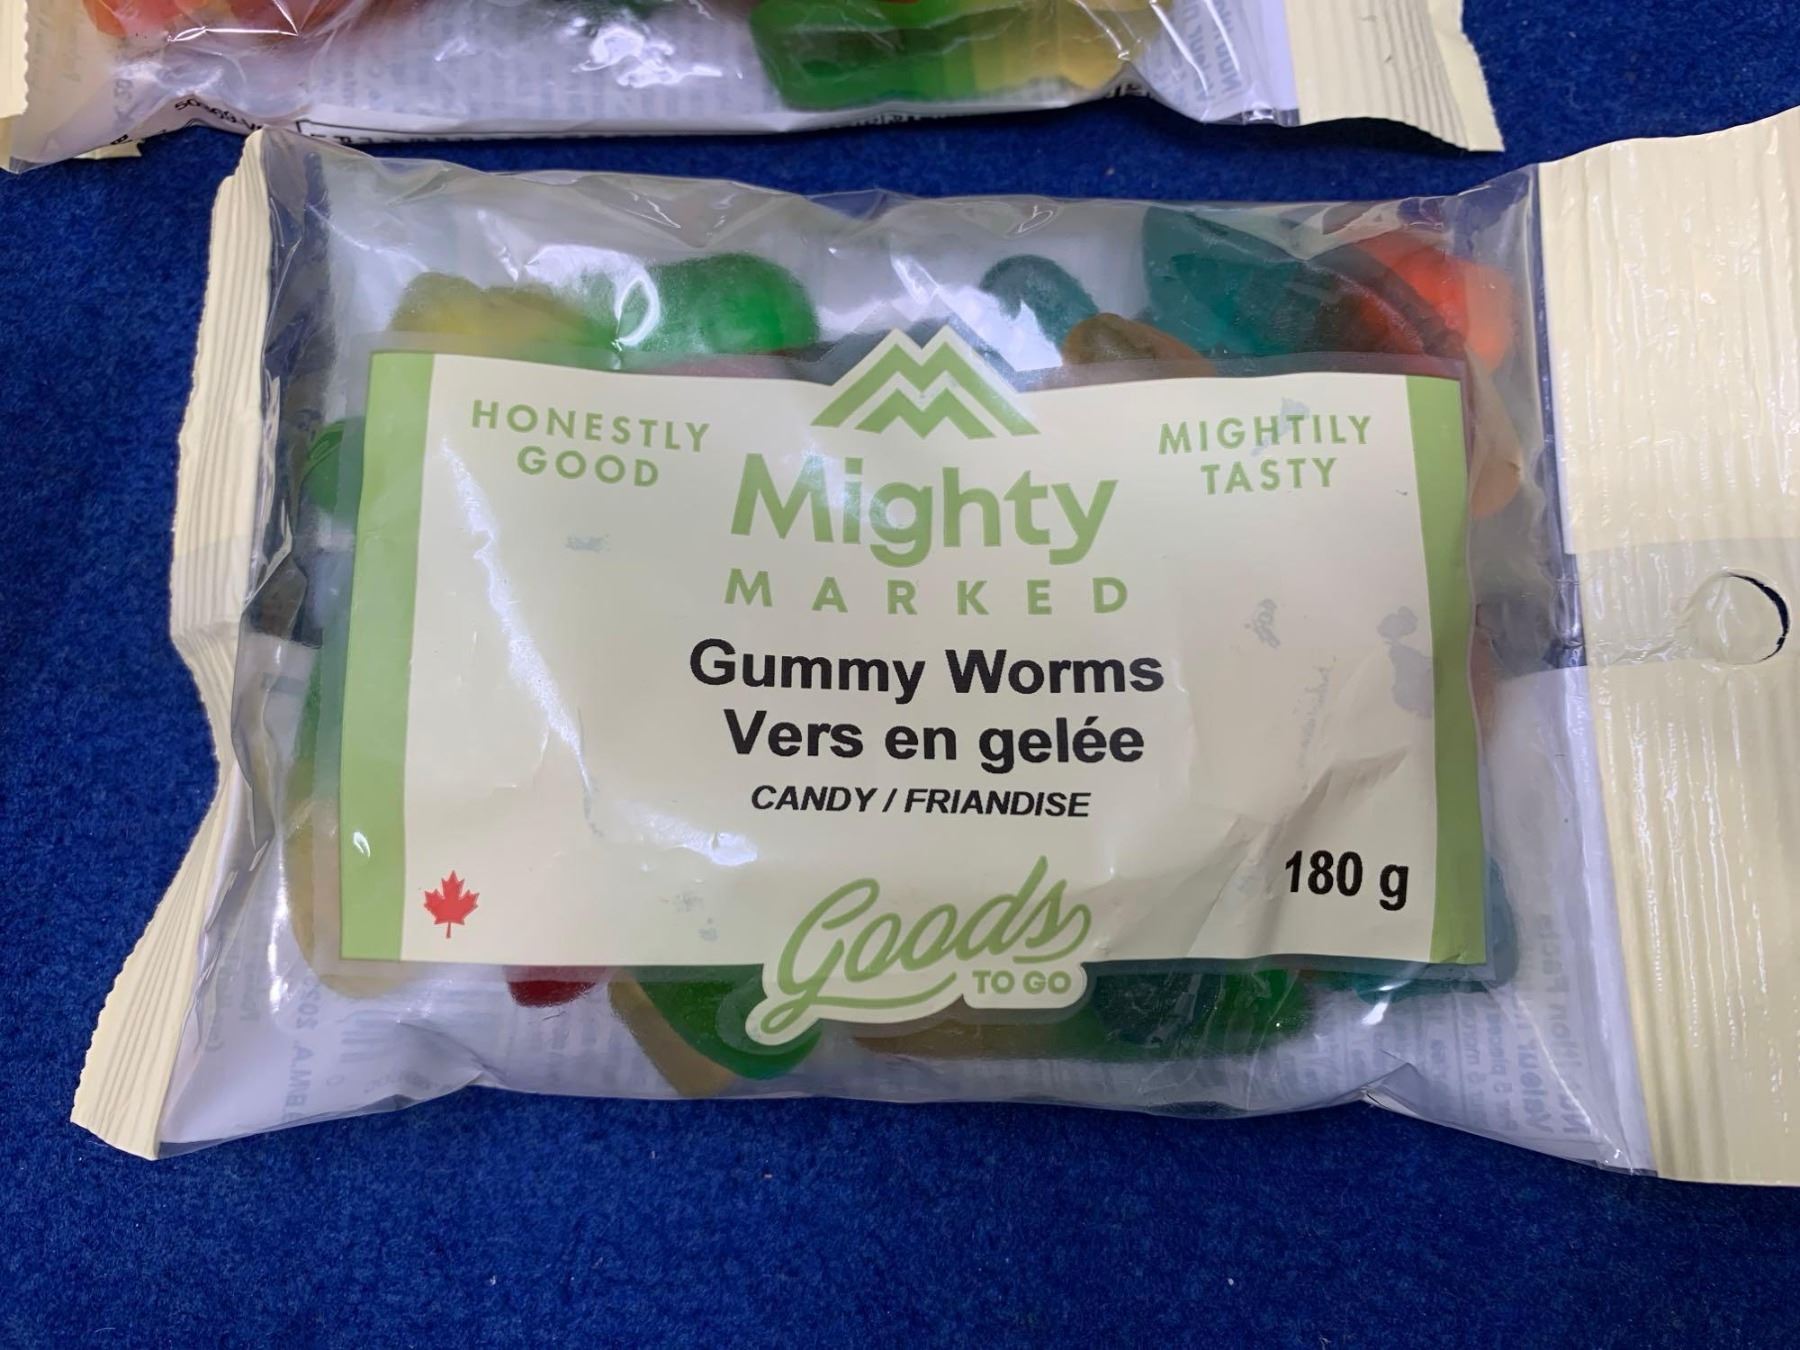 HONESTLY
GOOD
MIGHTILY
TASTY
Mighty
MARKED
Gummy Worms
Vers en gelée
CANDY / FRIANDISE
180 g
Goods
TO GO